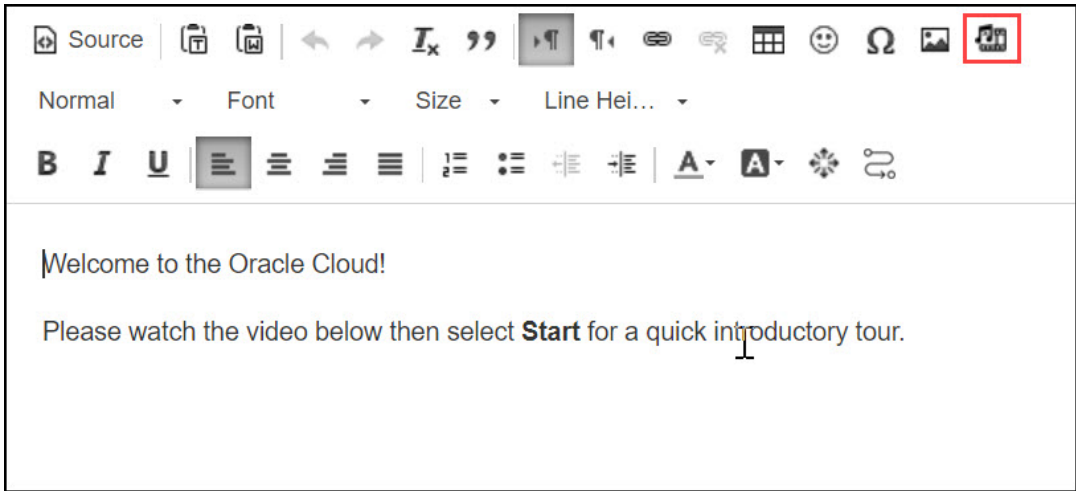 Source
Normal Font Size Line Hei...
B I U A A
Welcome to the Oracle Cloud!
Please watch the video below then select Start for a quick introductory tour.